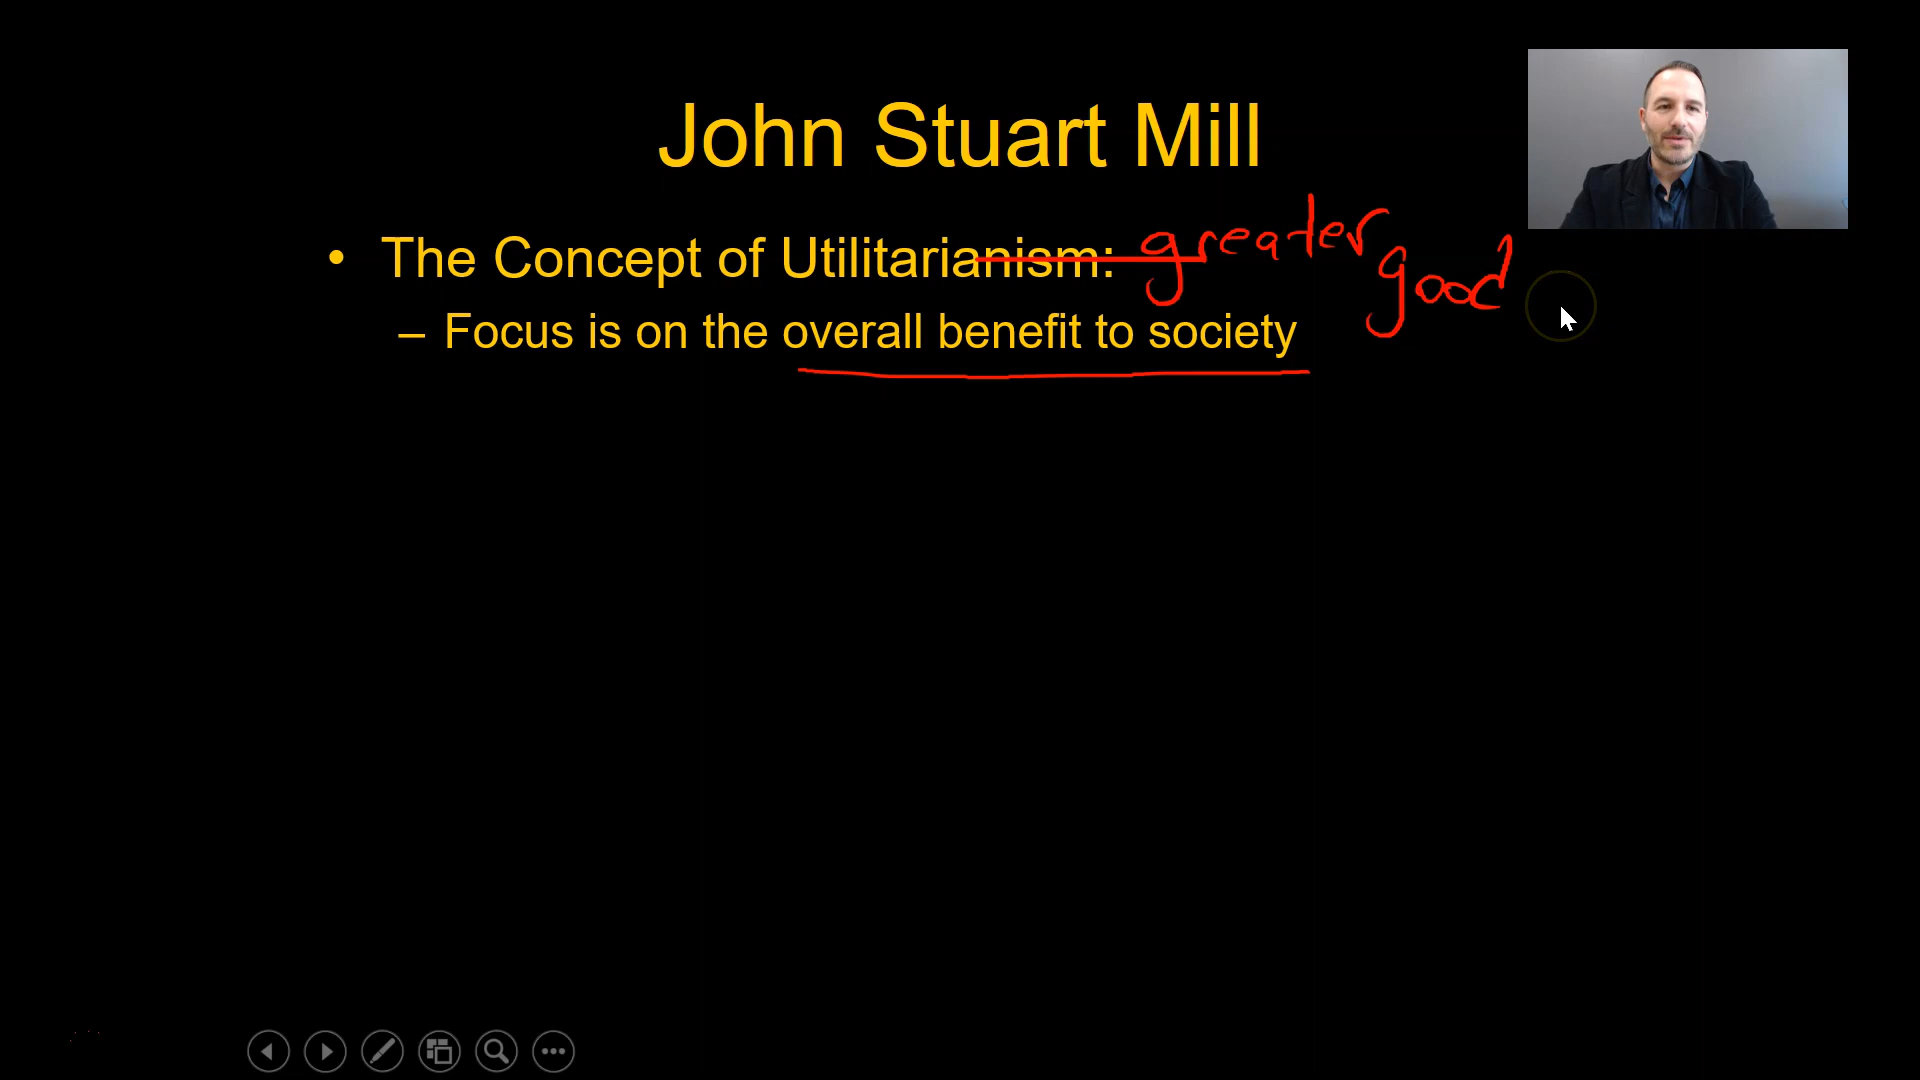 John Stuart Mill
• The Concept of Utilitarianism: greater good
– Focus is on the overall benefit to society